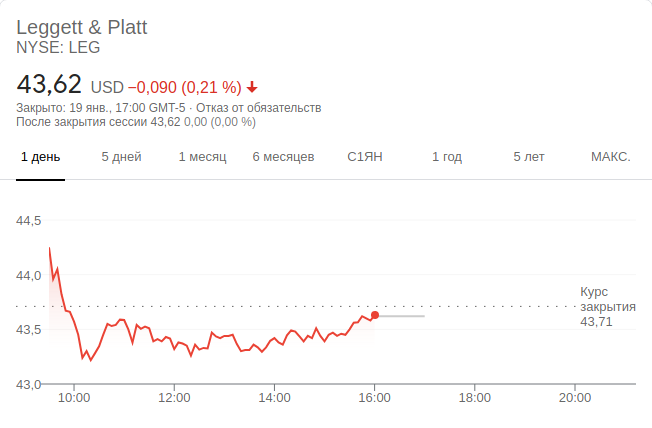 Leggett & Platt
NYSE: LEG
43,62 USD −0,090 (0,21 %)
Закрыто: 19 янв., 17:00 GMT-5 · Отказ от обязательств
После закрытия сессии 43,62 0,00 (0,00 %)
1 день 5 дней 1 месяц 6 месяцев С1ЯН 1 год 5 лет МАКС.
44,5
44,0
Курс
закрытия
43,71
43,5
43,0
10:00 12:00 14:00 16:00 18:00 20:00